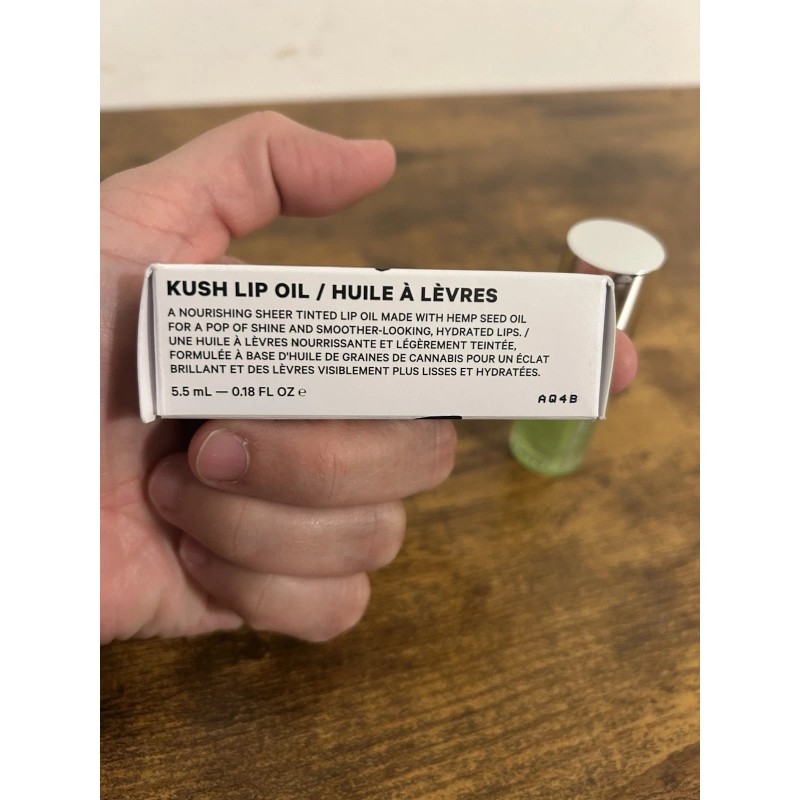 KUSH LIP OIL / HUILE À LÈVRES
A NOURISHING SHEER TINTED LIP OIL MADE WITH HEMP SEED OIL
FOR A POP OF SHINE AND SMOOTHER-LOOKING, HYDRATED LIPS. /
UNE HUILE À LÈVRES NOURRISSANTE ET LÉGÈREMENT TEINTÉE,
FORMULÉE À BASE D'HUILE DE GRAINES DE CANNABIS POUR UN ÉCLAT
BRILLANT ET DES LÈVRES VISIBLEMENT PLUS LISSES ET HYDRATÉES.
5.5 mL — 0.18 FL OZ ℮
AQ4B